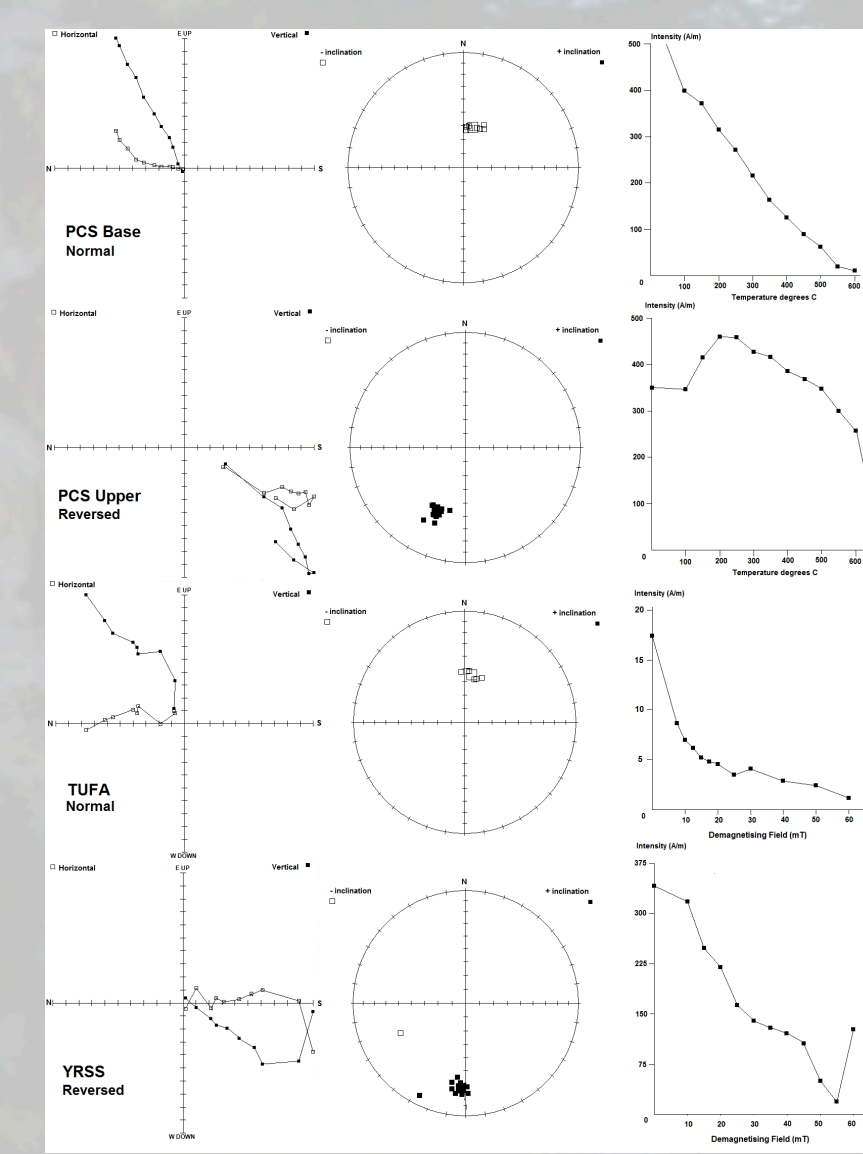 Horizontal
E UP
Vertical
N
S
PCS Base
Normal
- inclination
N
+ inclination
Intensity (A/m)
500
400
300
200
100
0
100 200 300 400 500 600
Temperature degrees C
Horizontal
E UP
Vertical
N
S
PCS Upper
Reversed
- inclination
N
+ inclination
Intensity (A/m)
500
400
300
200
100
0
100 200 300 400 500 600
Temperature degrees C
Horizontal
E UP
Vertical
N
S
TUFA
Normal
W DOWN
- inclination
N
+ inclination
Intensity (A/m)
20
15
10
5
0
10 20 30 40 50 60
Demagnetising Field (mT)
Horizontal
E UP
Vertical
N
S
YRSS
Reversed
W DOWN
- inclination
N
+ inclination
Intensity (A/m)
375
300
225
150
75
0
10 20 30 40 50 60
Demagnetising Field (mT)